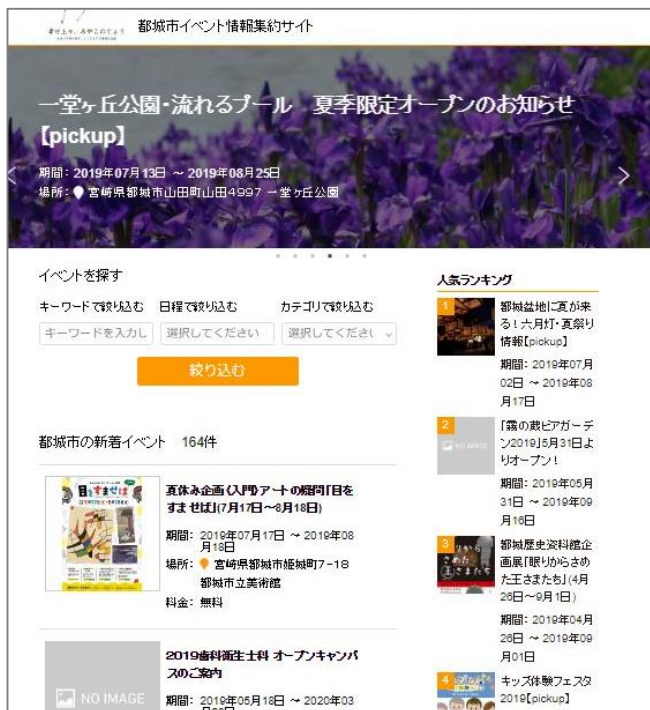 幸せ上々、みやこのじょう
都城市イベント情報集約サイト
一堂ヶ丘公園・流れるプール 夏季限定オープンのお知らせ
【pickup】
期間: 2019年07月13日 ～ 2019年08月25日
場所: 宮崎県都城市山田町山田4997 一堂ヶ丘公園
イベントを探す
キーワードで絞り込む 日程で絞り込む カテゴリで絞り込む
キーワードを入力し 選択してください 選択してください
絞り込む
都城市の新着イベント 164件
目をすませば
夏休み企画《入門》アートの疑問「目を
すませば」(7月17日～8月18日)
期間: 2019年07月17日 ～ 2019年08
月18日
場所: 宮崎県都城市姫城町7-18
都城市立美術館
料金: 無料
NO IMAGE
2019歯科衛生士科 オープンキャンパ
スのご案内
期間: 2019年05月18日 ～ 2020年03
人気ランキング
1
都城盆地に夏が来
る!六月灯・夏祭り
情報【pickup】
期間: 2019年07月
02日 ～ 2019年08
月17日
2
NO IMAGE
「霧の蔵ビアガーデ
ン2019」5月31日よ
りオープン!
期間: 2019年05月
31日 ～ 2019年09
月16日
3
都城歴史資料館企
画展「眠りからさめ
た王さまたち」(4月
26日～9月1日)
期間: 2019年04月
26日 ～ 2019年09
月01日
4
キッズ体験フェスタ
2019【pickup】